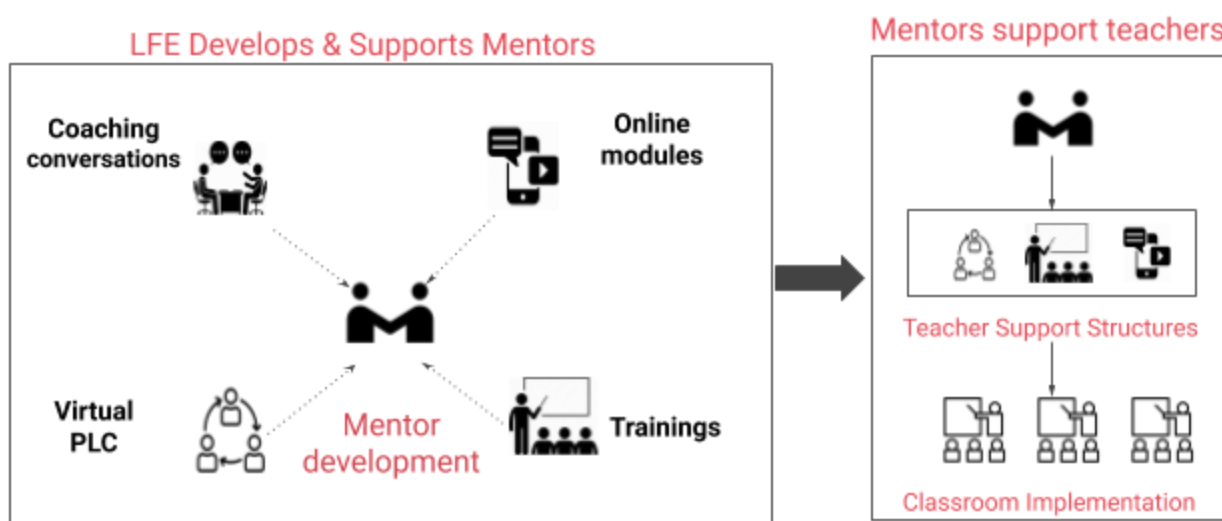 LFE Develops & Supports Mentors
Mentors support teachers
Coaching
conversations
Online
modules
Virtual
PLC
Mentor
development
Trainings
Teacher Support Structures
Classroom Implementation